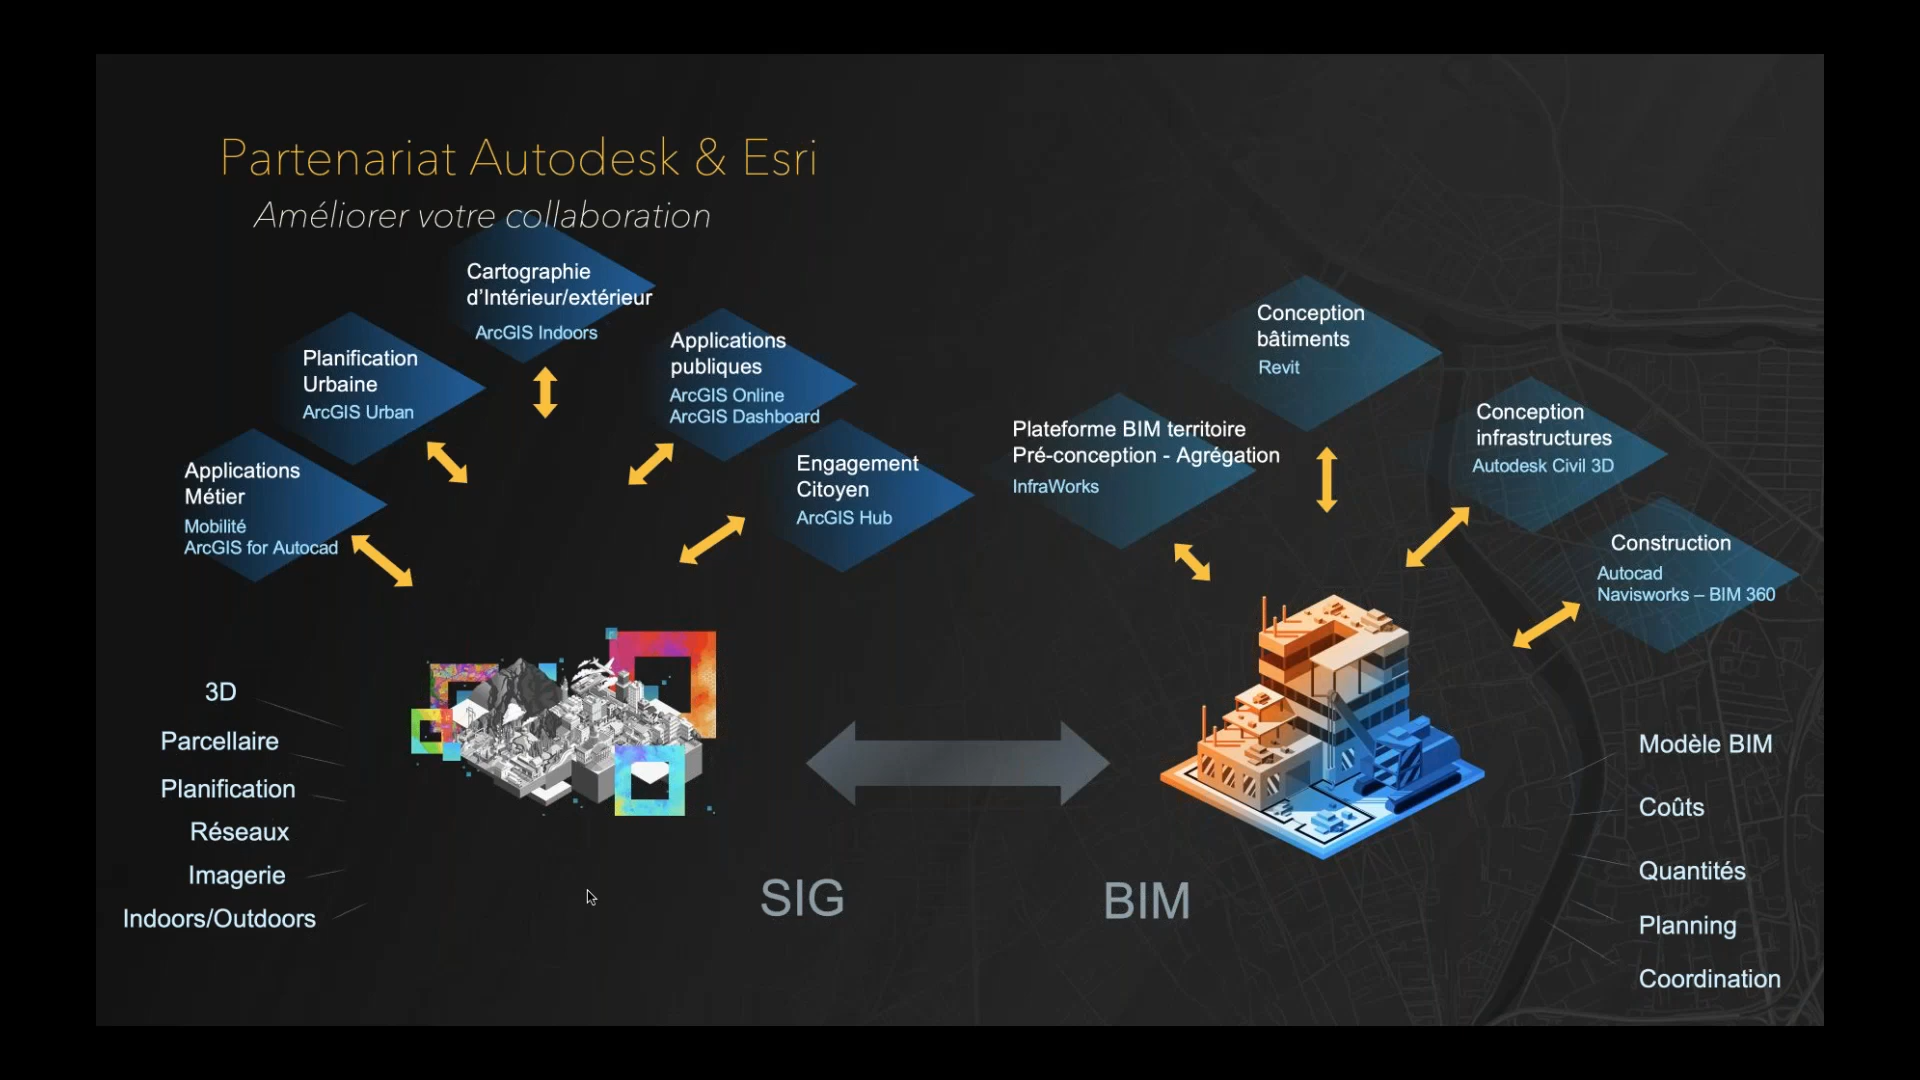 Partenariat Autodesk & Esri
Améliorer votre collaboration
Cartographie
d'Intérieur/extérieur
ArcGIS Indoors
Planification
Urbaine
ArcGIS Urban
Applications
publiques
ArcGIS Online
ArcGIS Dashboard
Applications
Métier
Mobilité
ArcGIS for Autocad
Engagement
Citoyen
ArcGIS Hub
Plateforme BIM territoire
Pré-conception - Agrégation
InfraWorks
Conception
bâtiments
Revit
Conception
infrastructures
Autodesk Civil 3D
Construction
Autocad
Navisworks – BIM 360
3D
Parcellaire
Planification
Réseaux
Imagerie
Indoors/Outdoors
SIG
BIM
Modèle BIM
Coûts
Quantités
Planning
Coordination